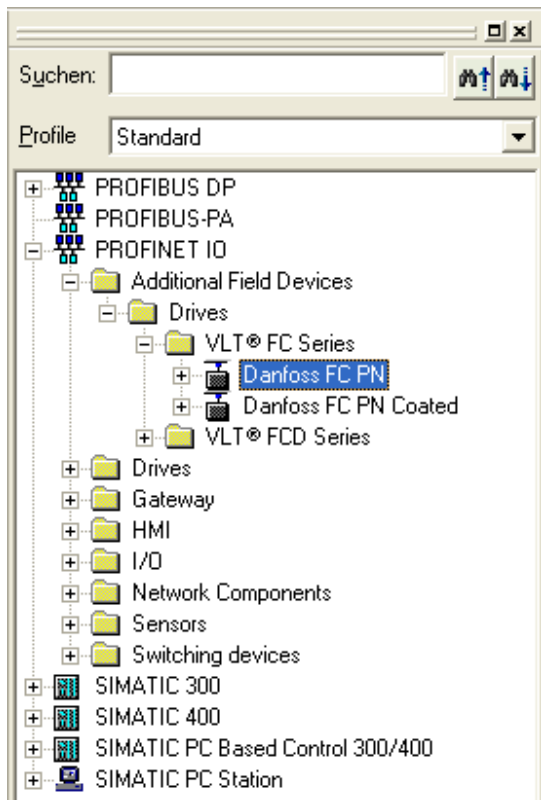 Suchen:
Profile Standard
PROFIBUS DP
PROFIBUS-PA
PROFINET IO
Additional Field Devices
Drives
VLT® FC Series
Danfoss FC PN
Danfoss FC PN Coated
VLT® FCD Series
Drives
Gateway
HMI
I/O
Network Components
Sensors
Switching devices
SIMATIC 300
SIMATIC 400
SIMATIC PC Based Control 300/400
SIMATIC PC Station